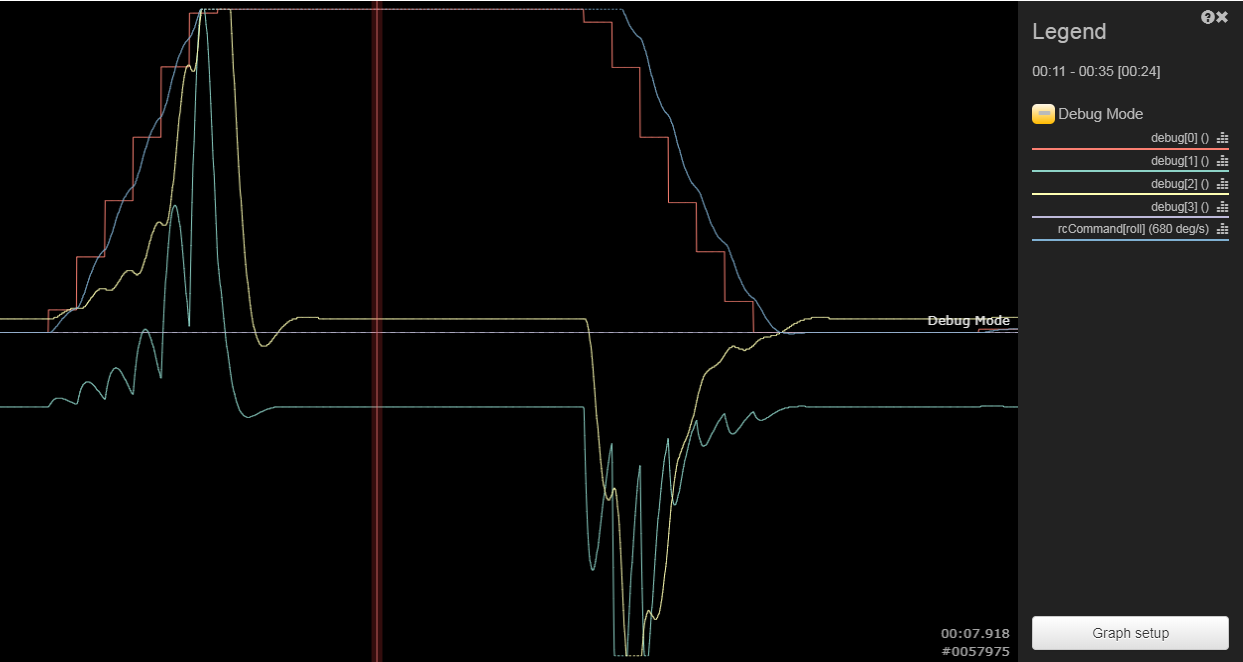 Legend
00:11 - 00:35 [00:24]
Debug Mode
debug[0] ()
debug[1] ()
debug[2] ()
debug[3] ()
rcCommand[roll] (680 deg/s)
Debug Mode
00:07.918
#0057975
Graph setup